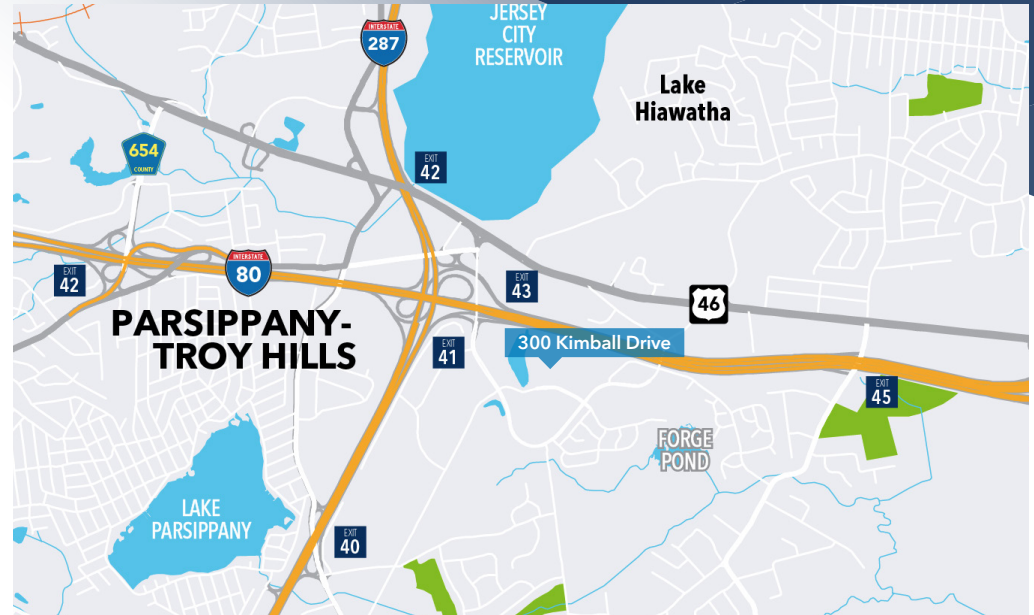 JERSEY
CITY
RESERVOIR
INTERSTATE
287
Lake
Hiawatha
654
COUNTY
EXIT
42
INTERSTATE
80
EXIT
42
EXIT
43
46
PARSIPPANY-
TROY HILLS
EXIT
41
300 Kimball Drive
EXIT
45
FORGE
POND
LAKE
PARSIPPANY
EXIT
40